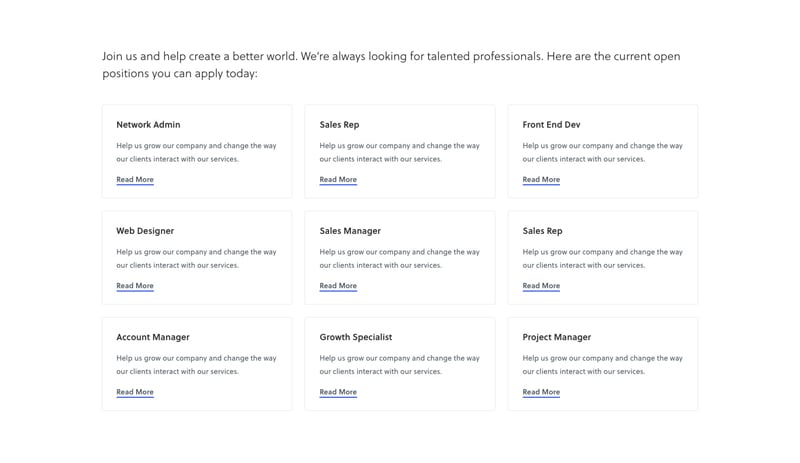 Join us and help create a better world. We're always looking for talented professionals. Here are the current open
positions you can apply today:
Network Admin
Help us grow our company and change the way
our clients interact with our services.
Read More
Sales Rep
Help us grow our company and change the way
our clients interact with our services.
Read More
Front End Dev
Help us grow our company and change the way
our clients interact with our services.
Read More
Web Designer
Help us grow our company and change the way
our clients interact with our services.
Read More
Sales Manager
Help us grow our company and change the way
our clients interact with our services.
Read More
Sales Rep
Help us grow our company and change the way
our clients interact with our services.
Read More
Account Manager
Help us grow our company and change the way
our clients interact with our services.
Read More
Growth Specialist
Help us grow our company and change the way
our clients interact with our services.
Read More
Project Manager
Help us grow our company and change the way
our clients interact with our services.
Read More